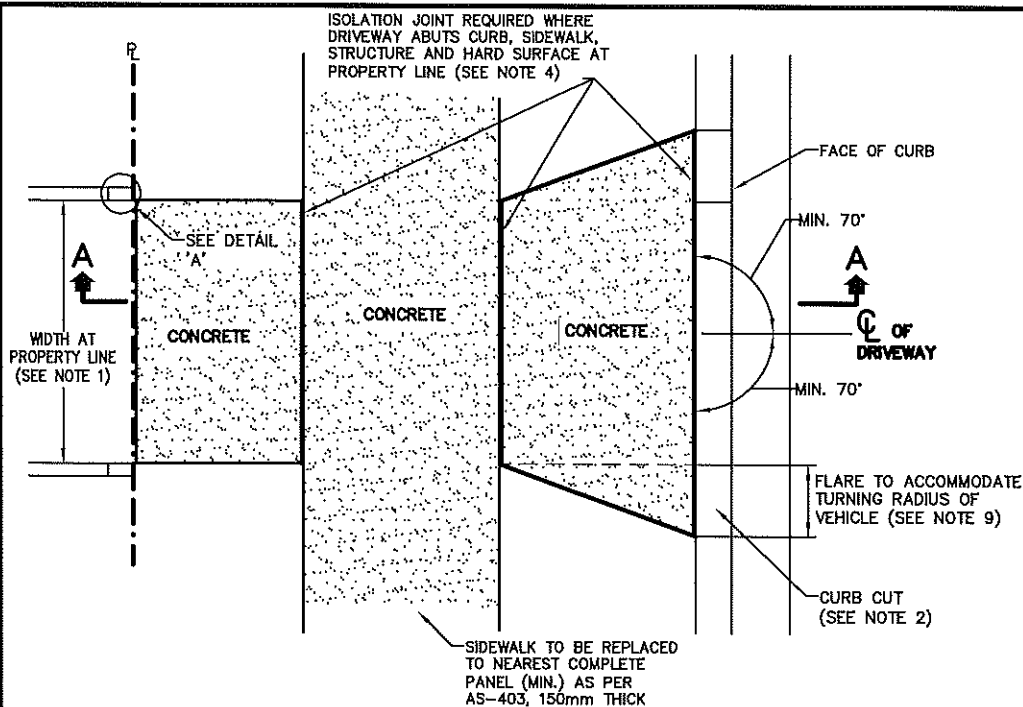 ISOLATION JOINT REQUIRED WHERE
DRIVEWAY ABUTS CURB, SIDEWALK,
STRUCTURE AND HARD SURFACE AT
PROPERTY LINE (SEE NOTE 4)
PL
FACE OF CURB
MIN. 70°
SEE DETAIL
'A'
A
A
CONCRETE
CONCRETE
CONCRETE
CL OF
DRIVEWAY
WIDTH AT
PROPERTY LINE
(SEE NOTE 1)
MIN. 70°
FLARE TO ACCOMMODATE
TURNING RADIUS OF
VEHICLE (SEE NOTE 9)
CURB CUT
(SEE NOTE 2)
SIDEWALK TO BE REPLACED
TO NEAREST COMPLETE
PANEL (MIN.) AS PER
AS-403, 150mm THICK